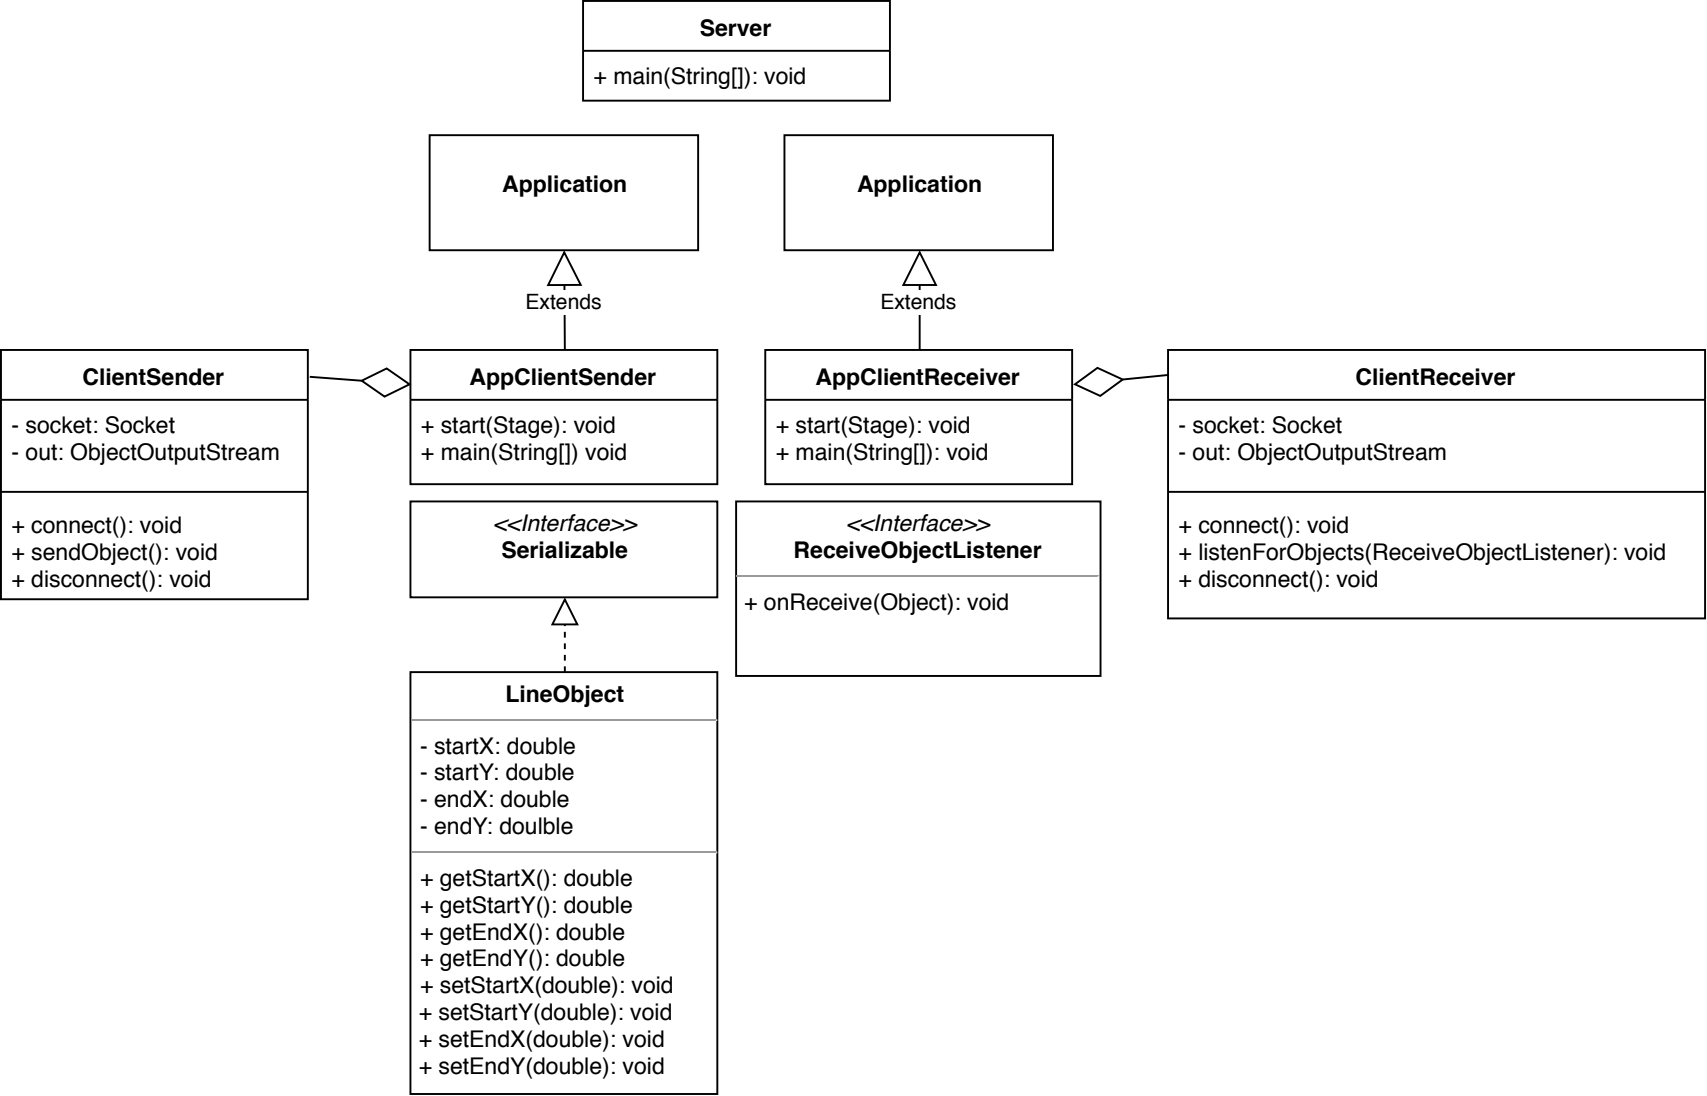 Server
+ main(String[]): void
Application
Application
Extends
Extends
ClientSender
- socket: Socket
- out: ObjectOutputStream
+ connect(): void
+ sendObject(): void
+ disconnect(): void
AppClientSender
+ start(Stage): void
+ main(String[]) void
AppClientReceiver
+ start(Stage): void
+ main(String[]): void
ClientReceiver
- socket: Socket
- out: ObjectOutputStream
+ connect(): void
+ listenForObjects(ReceiveObjectListener): void
+ disconnect(): void
<<Interface>>
Serializable
<<Interface>>
ReceiveObjectListener
+ onReceive(Object): void
LineObject
- startX: double
- startY: double
- endX: double
- endY: doulble
+ getStartX(): double
+ getStartY(): double
+ getEndX(): double
+ getEndY(): double
+ setStartX(double): void
+ setStartY(double): void
+ setEndX(double): void
+ setEndY(double): void